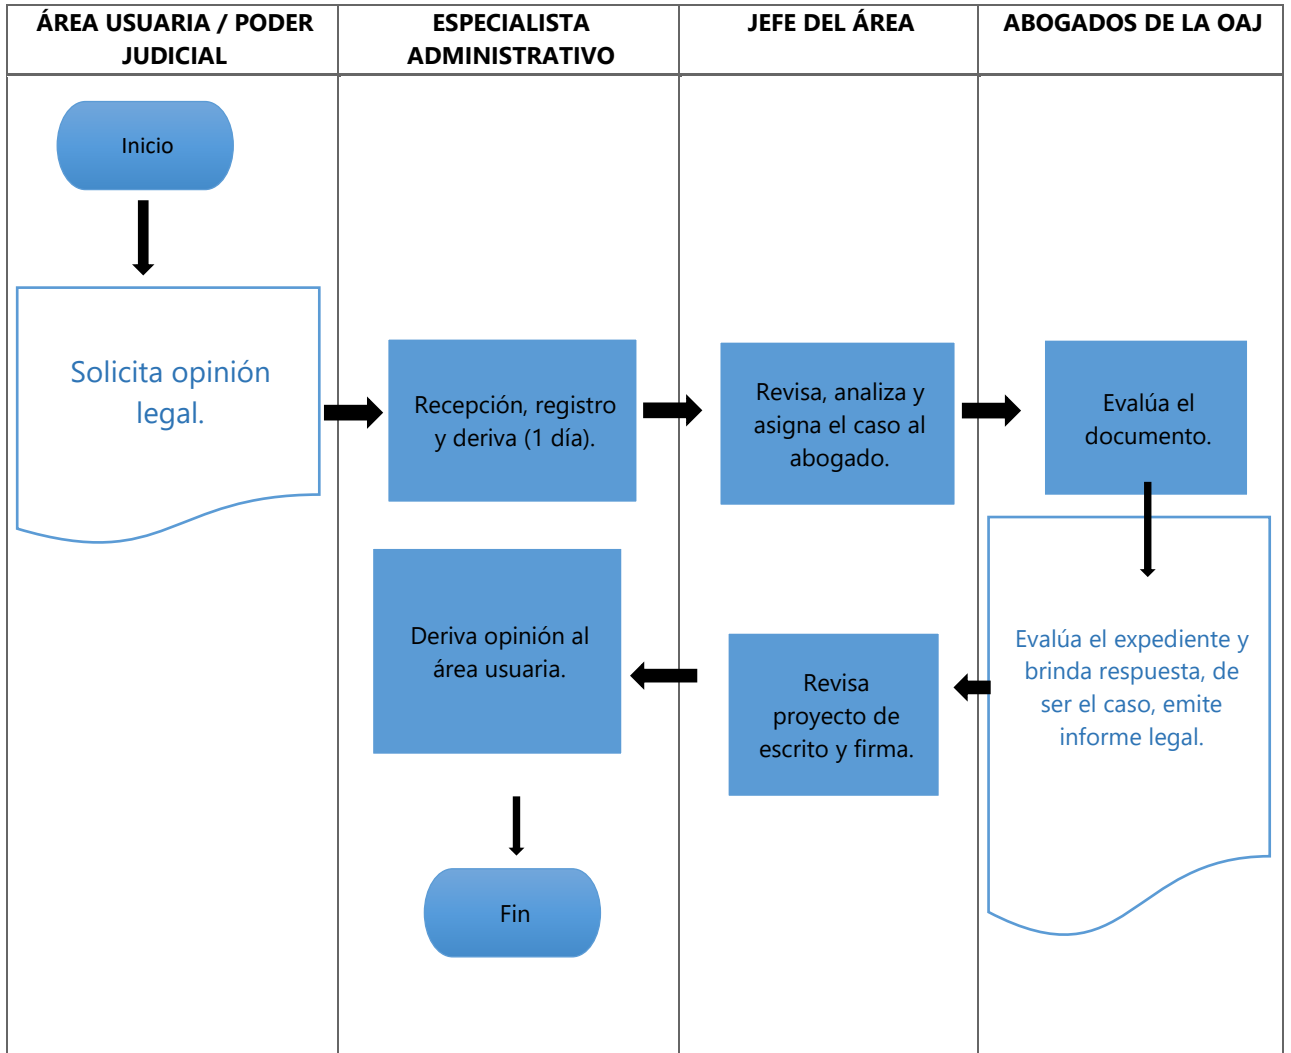 ÁREA USUARIA / PODER
JUDICIAL
ESPECIALISTA
ADMINISTRATIVO
JEFE DEL ÁREA
ABOGADOS DE LA OAJ
Inicio
Solicita opinión
legal.
Recepción, registro
y deriva (1 día).
Revisa, analiza y
asigna el caso al
abogado.
Evalúa el
documento.
Evalúa el expediente y
brinda respuesta, de
ser el caso, emite
informe legal.
Revisa
proyecto de
escrito y firma.
Deriva opinión al
área usuaria.
Fin